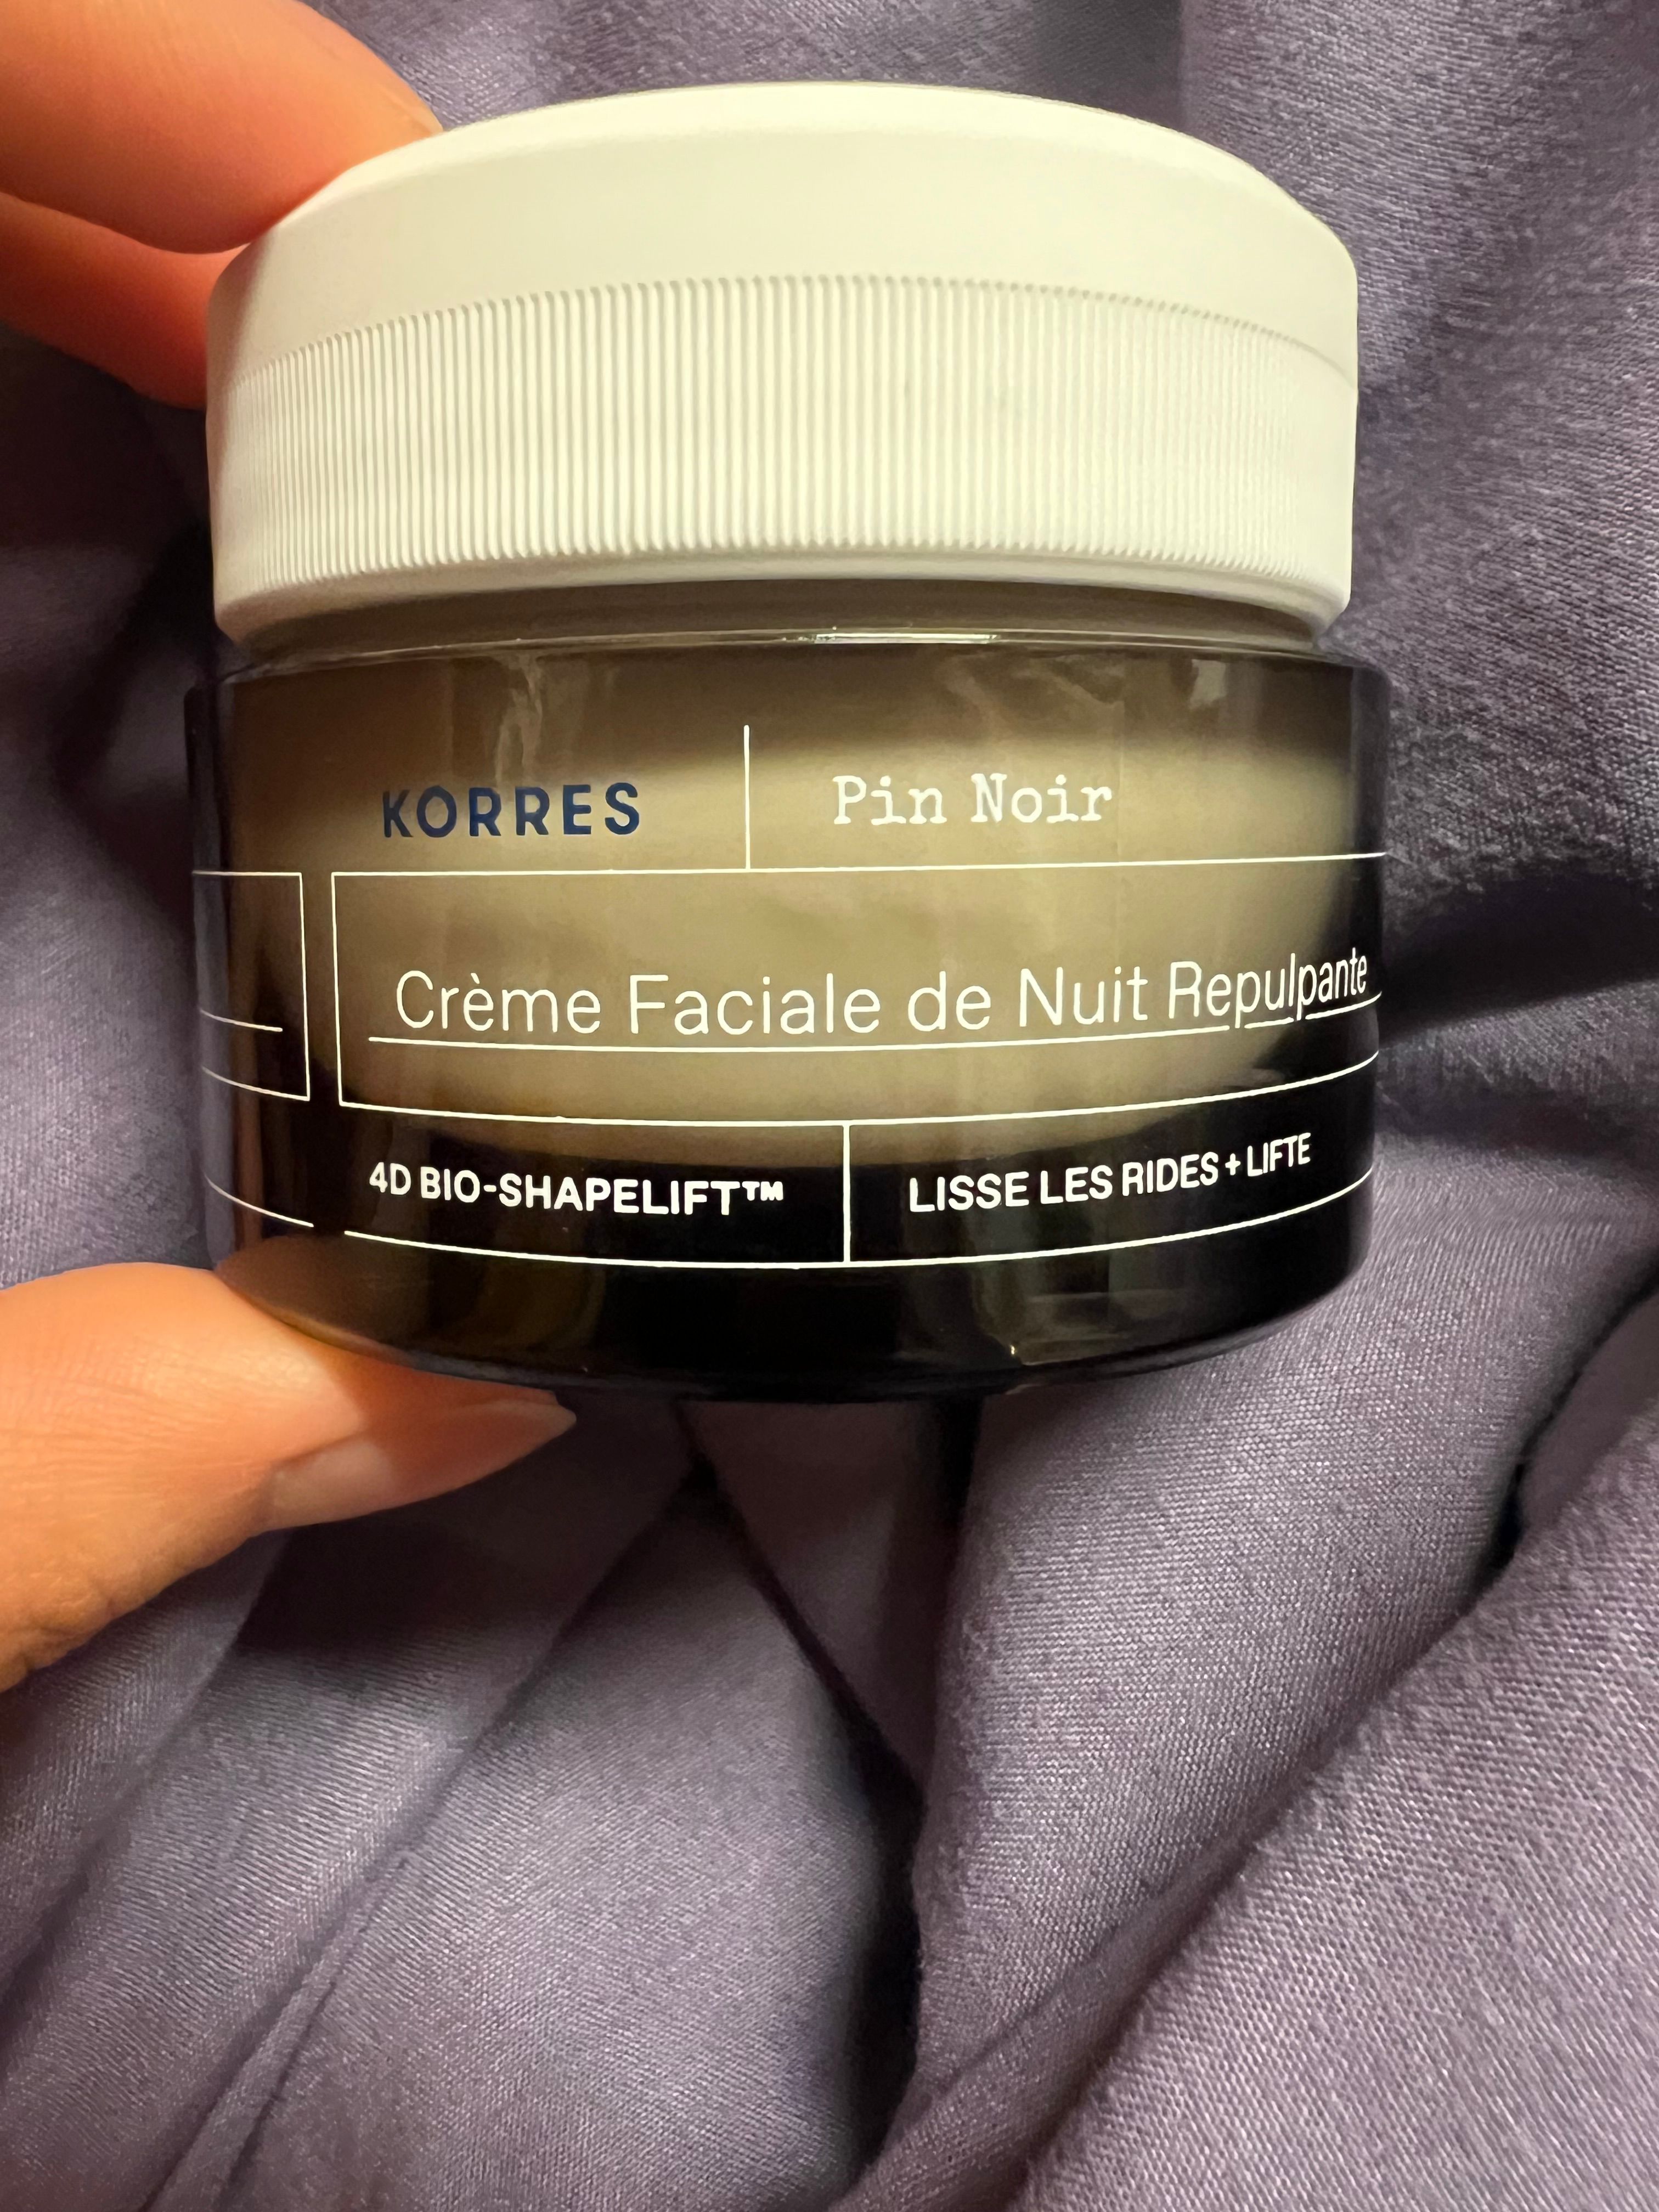 KORRES
Pin Noir
Crème Faciale de Nuit Repulpante
4D BIO-SHAPELIFT™
LISSE LES RIDES + LIFTE